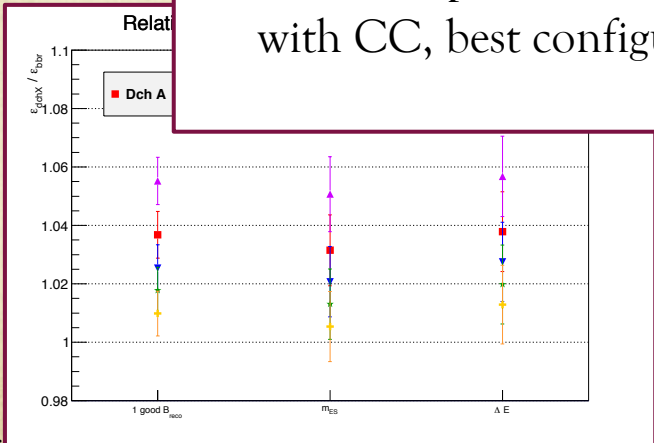 with CC, best configu
Relati
ε_dchX / ε_bbr
Dch A
1.1
1.08
1.06
1.04
1.02
1
0.98
1 good B_reco
m_ES
Δ E